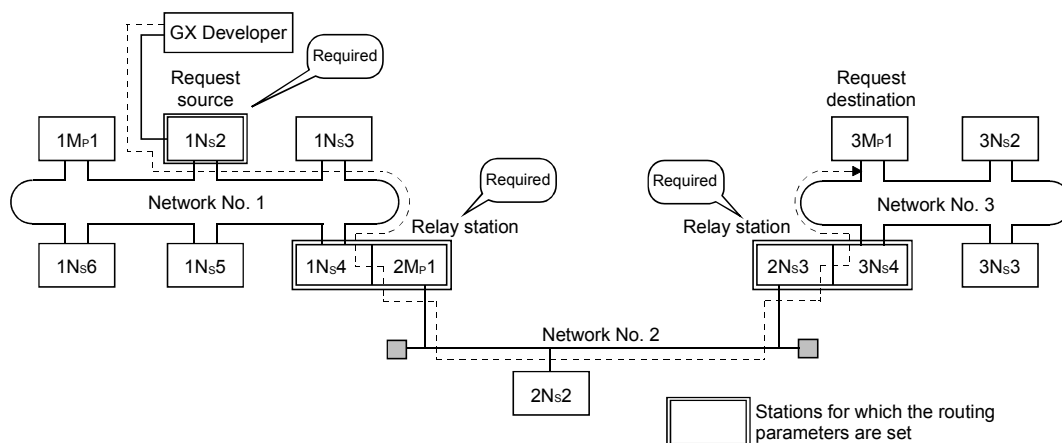 GX Developer
Required
Request
source
Request
destination
1MP1
1NS2
1NS3
3MP1
3NS2
Required
Required
Network No. 1
Network No. 3
Relay station
Relay station
1NS6
1NS5
1NS4
2MP1
2NS3
3NS4
3NS3
Network No. 2
2NS2
Stations for which the routing
parameters are set